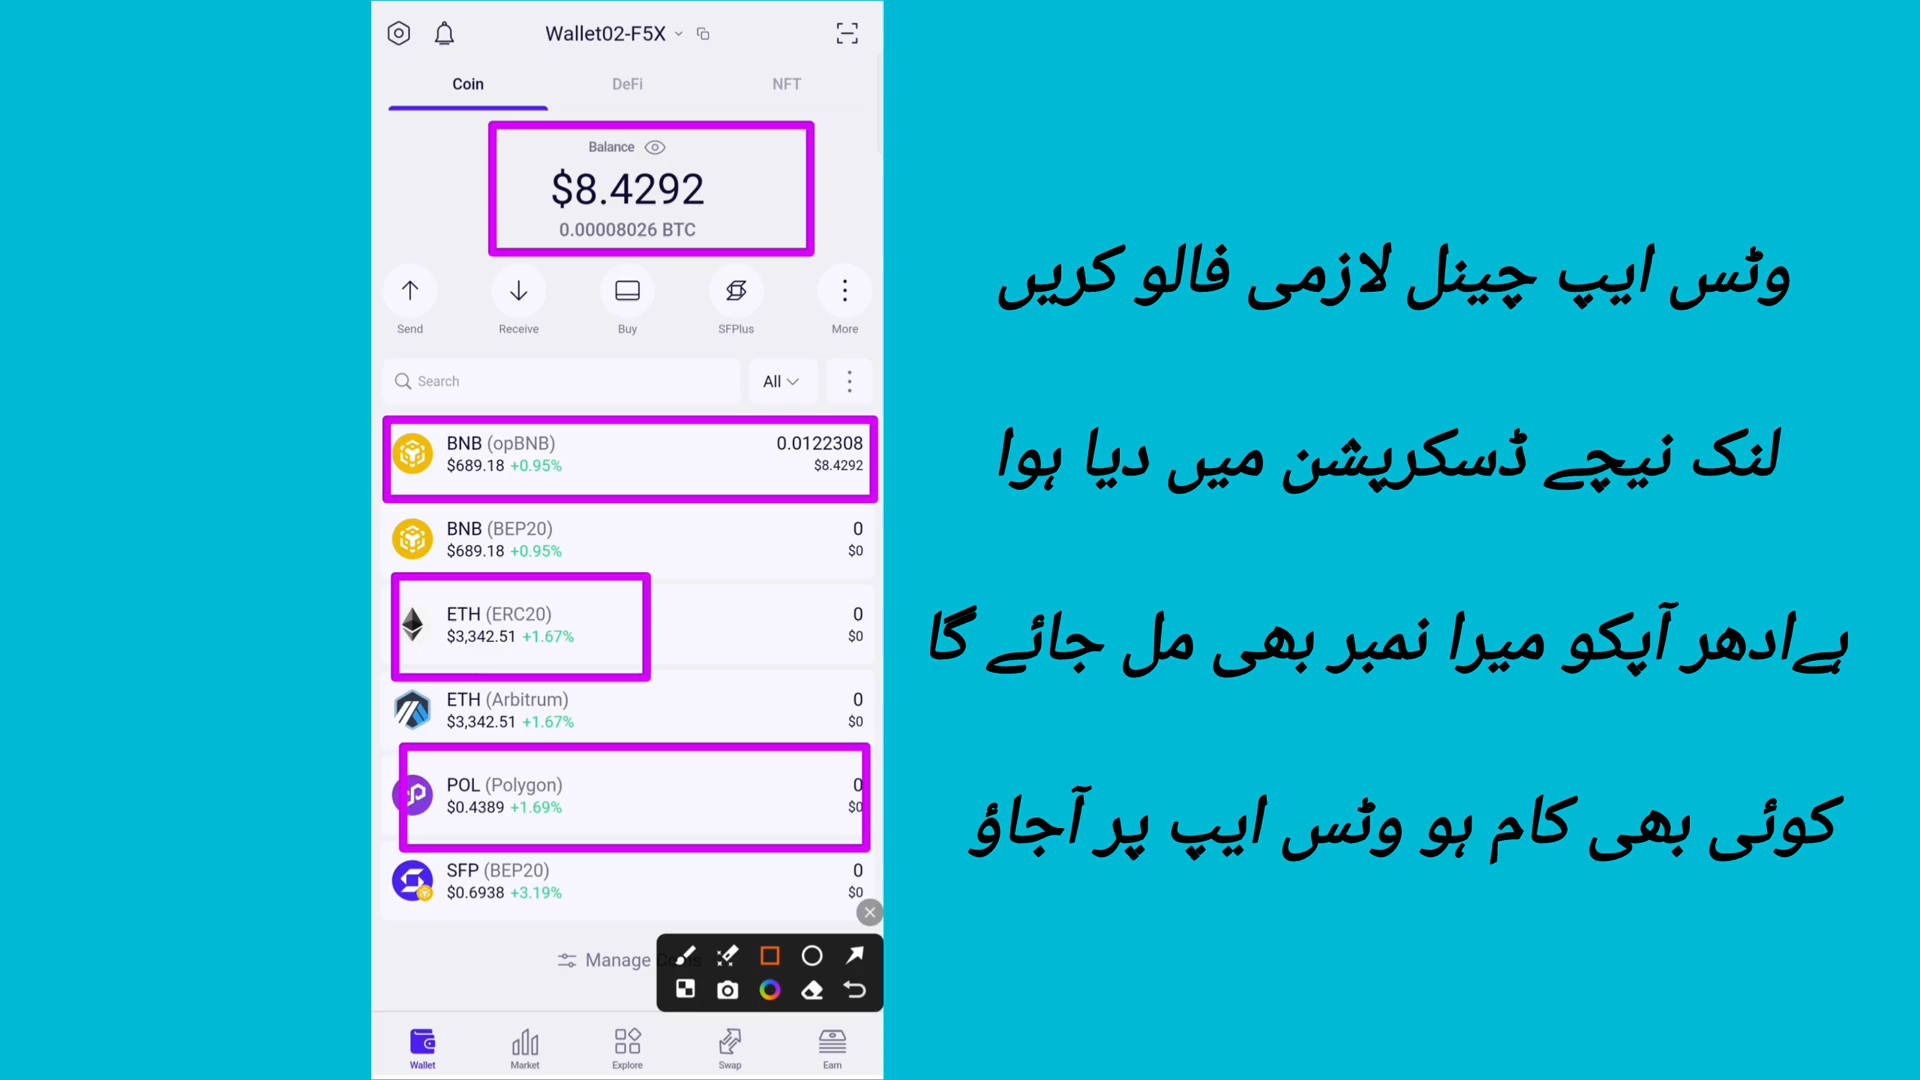 Wallet02-F5X
Coin
DeFi
NFT
Balance
$8.4292
0.00008026 BTC
Send
Receive
Buy
SFPlus
More
Search
All
BNB (opBNB)
0.0122308
$689.18 +0.95%
$8.4292
BNB (BEP20)
0
$689.18 +0.95%
$0
ETH (ERC20)
0
$3,342.51 +1.67%
$0
ETH (Arbitrum)
0
$3,342.51 +1.67%
$0
POL (Polygon)
0
$0.4389 +1.69%
$0
SFP (BEP20)
0
$0.6938 +3.19%
$0
Manage
Wallet
Market
Explore
Swap
Earn
وٹس ایپ چینل لازمی فالو کریں
لنک نیچے ڈسکرپشن میں دیا ہوا
ہےادھر آپکو میرا نمبر بھی مل جائے گا
کوئی بھی کام ہو وٹس ایپ پر آجاؤ